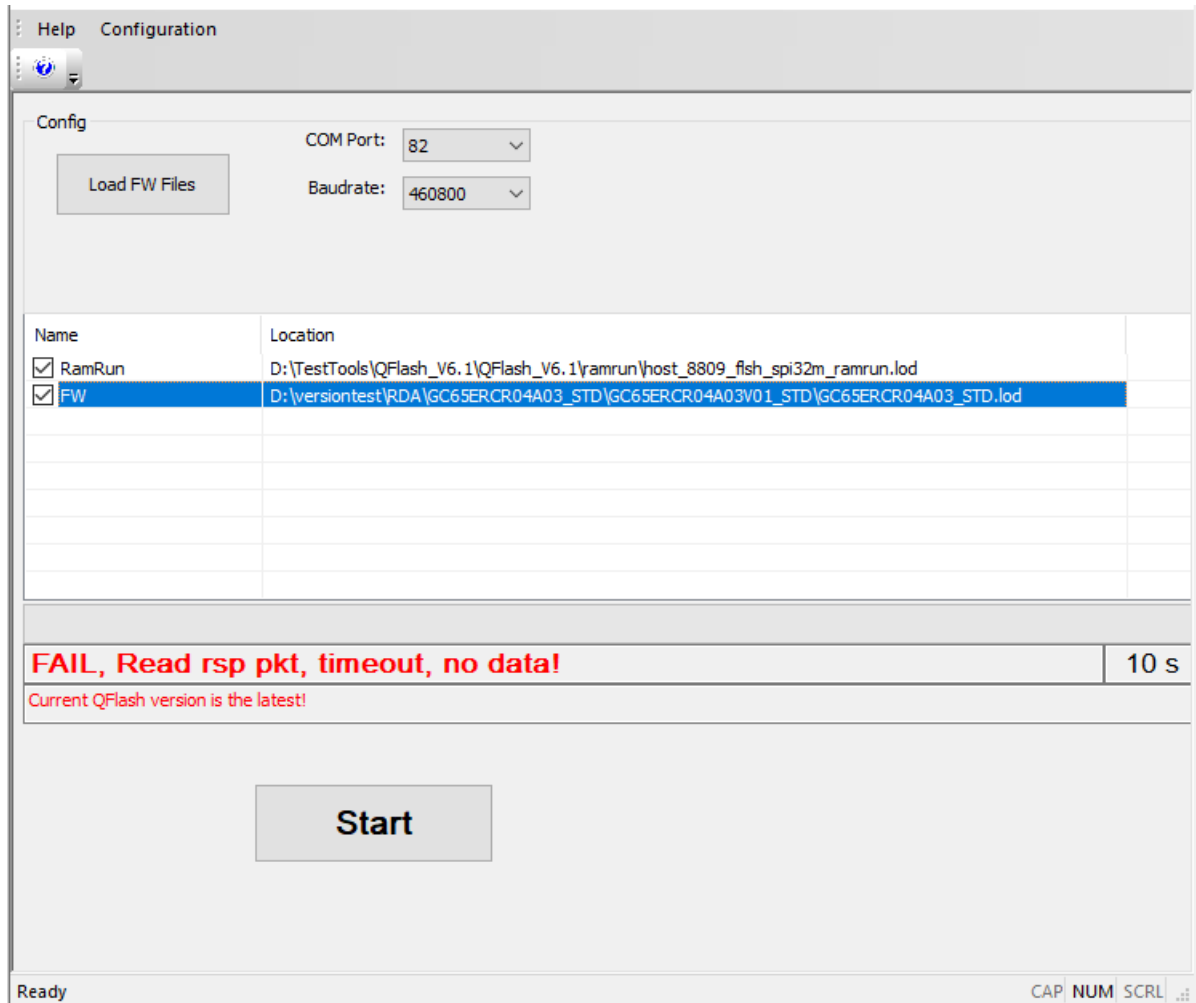 Help Configuration
Config
COM Port: 82
Load FW Files
Baudrate: 460800
Name Location
RamRun D:\TestTools\QFlash_V6.1\QFlash_V6.1\ramrun\host_8809_flsh_spi32m_ramrun.lod
FW D:\versiontest\RDA\GC65ERCR04A03_STD\GC65ERCR04A03V01_STD\GC65ERCR04A03_STD.lod
FAIL, Read rsp pkt, timeout, no data! 10 s
Current QFlash version is the latest!
Start
Ready CAP NUM SCRL